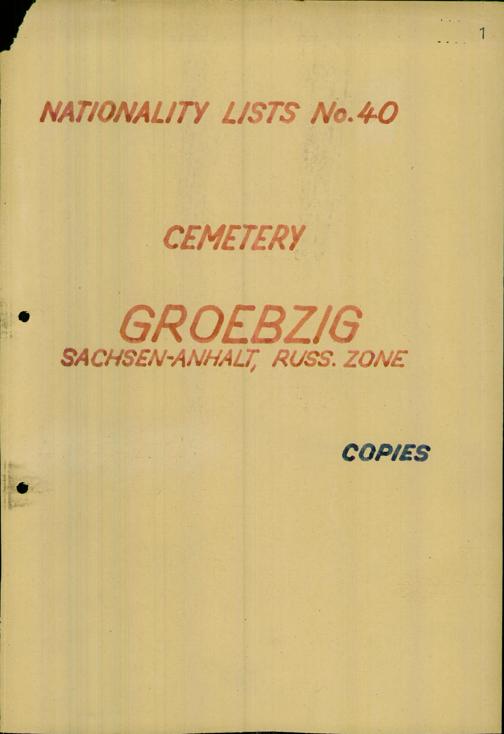 1
NATIONALITY LISTS No. 40
CEMETERY
GROEBZIG
SACHSEN-ANHALT, RUSS. ZONE
COPIES